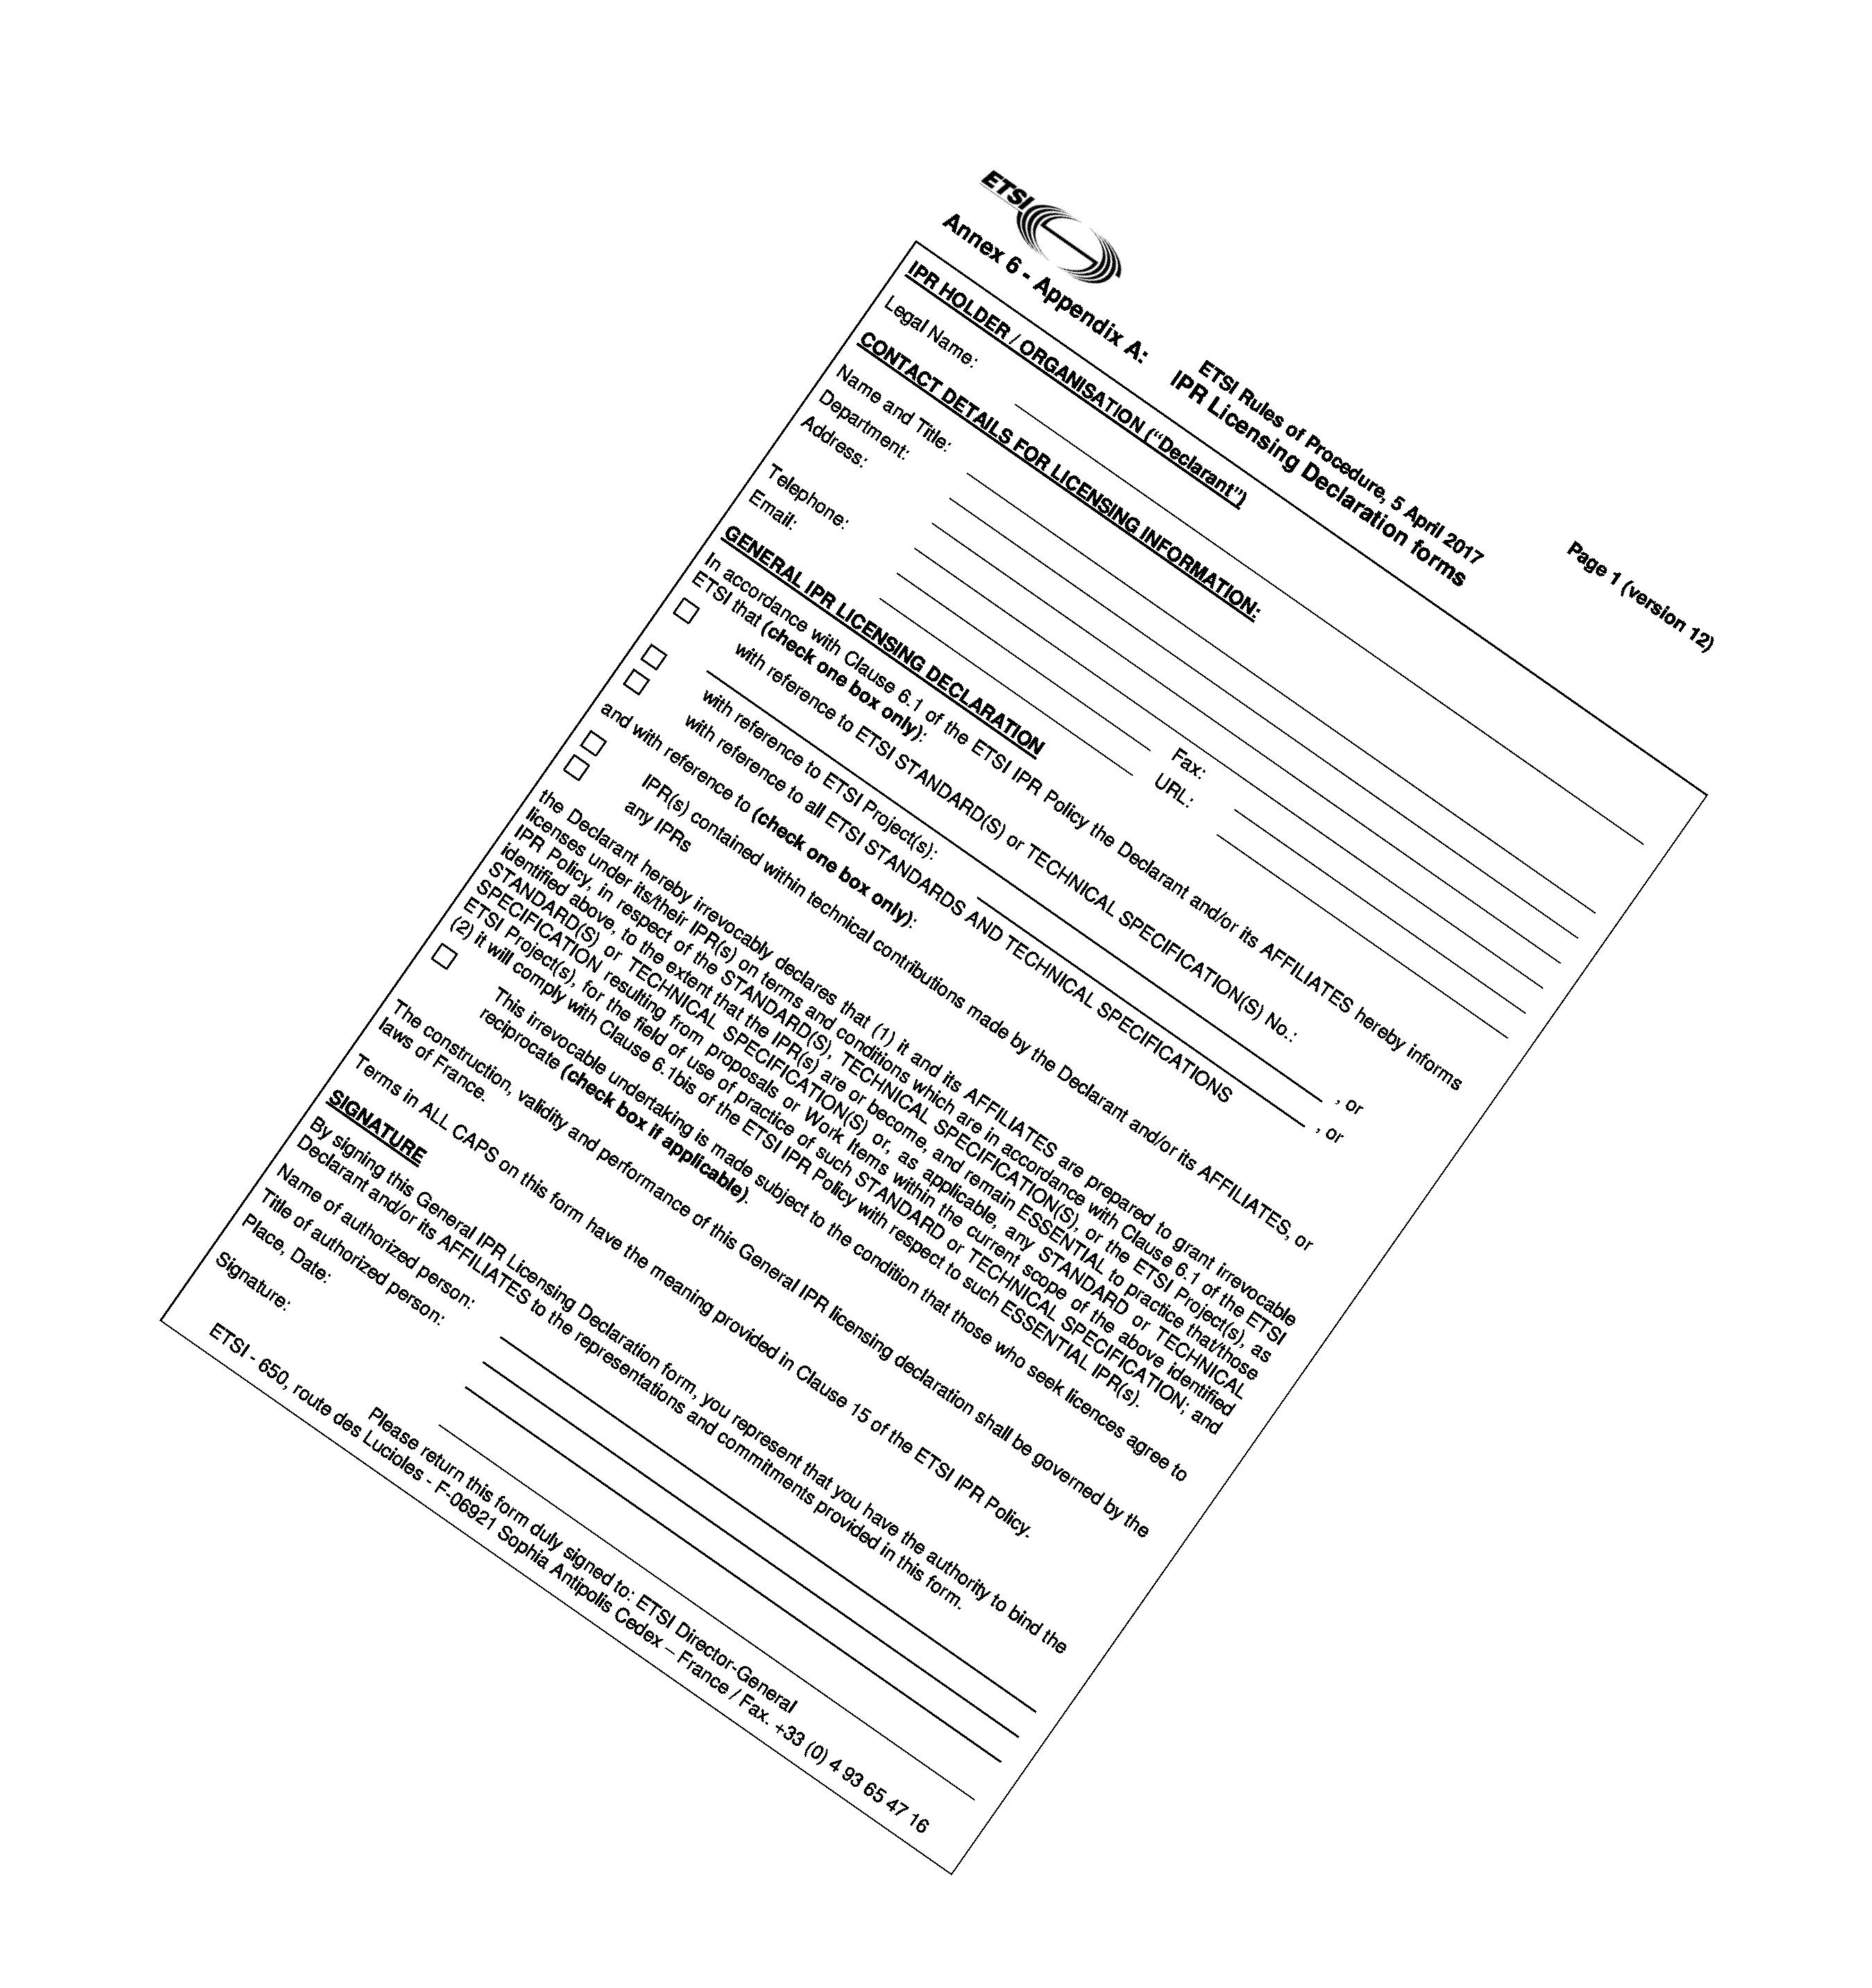 ETSI
ETSI Rules of Procedure, 5 April 2017
Page 1 (version 12)
Annex 6 - Appendix A: IPR Licensing Declaration forms
IPR HOLDER / ORGANISATION (“Declarant”)
Legal Name:
CONTACT DETAILS FOR LICENSING INFORMATION:
Name and Title:
Department:
Address:
Telephone: Fax:
Email: URL:
GENERAL IPR LICENSING DECLARATION
In accordance with Clause 6.1 of the ETSI IPR Policy the Declarant and/or its AFFILIATES hereby informs
ETSI that (check one box only):
with reference to ETSI STANDARD(S) or TECHNICAL SPECIFICATION(S) No.:
, or
with reference to ETSI Project(s): , or
with reference to all ETSI STANDARDS AND TECHNICAL SPECIFICATIONS
and with reference to (check one box only):
IPR(s) contained within technical contributions made by the Declarant and/or its AFFILIATES, or
any IPRs
the Declarant hereby irrevocably declares that (1) it and its AFFILIATES are prepared to grant irrevocable
licenses under its/their IPR(s) on terms and conditions which are in accordance with Clause 6.1 of the ETSI
IPR Policy, in respect of the STANDARD(S), TECHNICAL SPECIFICATION(S), or the ETSI Project(s), as
identified above, to the extent that the IPR(s) are or become, and remain ESSENTIAL to practice that/those
STANDARD(S) or TECHNICAL SPECIFICATION(S) or, as applicable, any STANDARD or TECHNICAL
SPECIFICATION resulting from proposals or Work Items within the current scope of the above identified
ETSI Project(s), for the field of use of practice of such STANDARD or TECHNICAL SPECIFICATION; and
(2) it will comply with Clause 6.1bis of the ETSI IPR Policy with respect to such ESSENTIAL IPR(s).
This irrevocable undertaking is made subject to the condition that those who seek licences agree to
reciprocate (check box if applicable).
The construction, validity and performance of this General IPR licensing declaration shall be governed by the
laws of France.
Terms in ALL CAPS on this form have the meaning provided in Clause 15 of the ETSI IPR Policy.
SIGNATURE
By signing this General IPR Licensing Declaration form, you represent that you have the authority to bind the
Declarant and/or its AFFILIATES to the representations and commitments provided in this form.
Name of authorized person:
Title of authorized person:
Place, Date:
Signature:
Please return this form duly signed to: ETSI Director-General
ETSI - 650, route des Lucioles - F-06921 Sophia Antipolis Cedex – France / Fax. +33 (0) 4 93 65 47 16